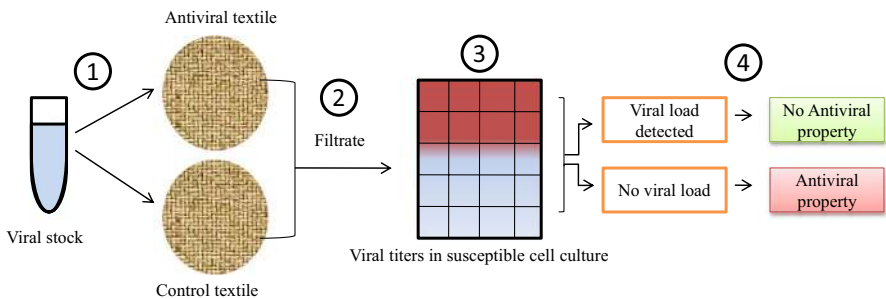 Antiviral textile
1
Viral stock
Control textile
2
Filtrate
3
Viral titers in susceptible cell culture
4
Viral load
detected
No Antiviral
property
No viral load
Antiviral
property